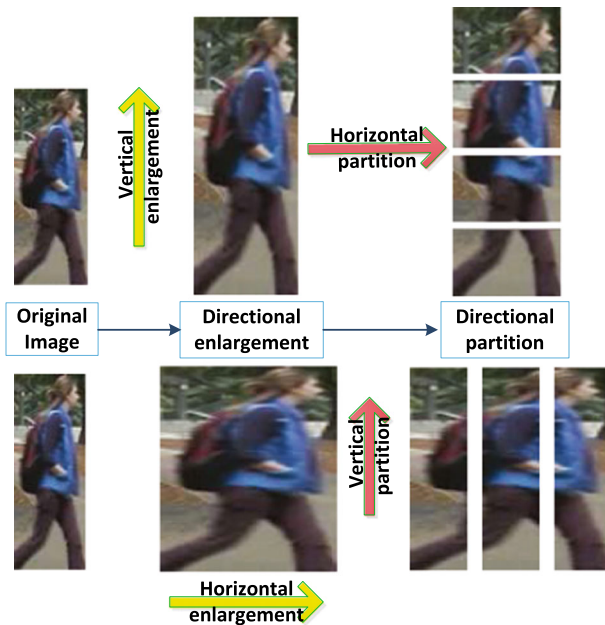 Vertical
enlargement
Horizontal
partition
Original
Image
Directional
enlargement
Directional
partition
Vertical
partition
Horizontal
enlargement